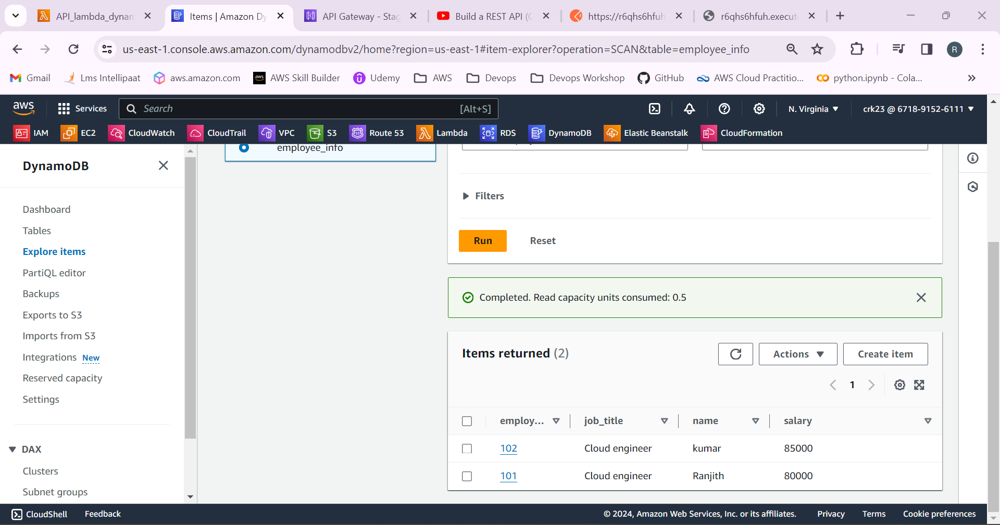 API_lambda_dynam
Items | Amazon Dy
API Gateway - Stag
Build a REST API (C
https://r6qhs6hfuh
r6qhs6hfuh.execut
us-east-1.console.aws.amazon.com/dynamodbv2/home?region=us-east-1#item-explorer?operation=SCAN&table=employee_info
R
Gmail
Lms Intellipaat
aws.amazon.com
aws
AWS Skill Builder
Udemy
AWS
Devops
Devops Workshop
GitHub
AWS Cloud Practitio...
python.ipynb - Cola...
aws
Services
Search
[Alt+S]
N. Virginia
crk23 @ 6718-9152-6111
IAM
EC2
CloudWatch
CloudTrail
VPC
S3
Route 53
Lambda
RDS
DynamoDB
Elastic Beanstalk
CloudFormation
DynamoDB
Dashboard
Tables
Explore items
PartiQL editor
Backups
Exports to S3
Imports from S3
Integrations New
Reserved capacity
Settings
DAX
Clusters
Subnet groups
employee_info
Filters
Run
Reset
Completed. Read capacity units consumed: 0.5
Items returned (2)
Actions
Create item
1
employ... job_title name salary
102 Cloud engineer kumar 85000
101 Cloud engineer Ranjith 80000
CloudShell
Feedback
© 2024, Amazon Web Services, Inc. or its affiliates.
Privacy
Terms
Cookie preferences